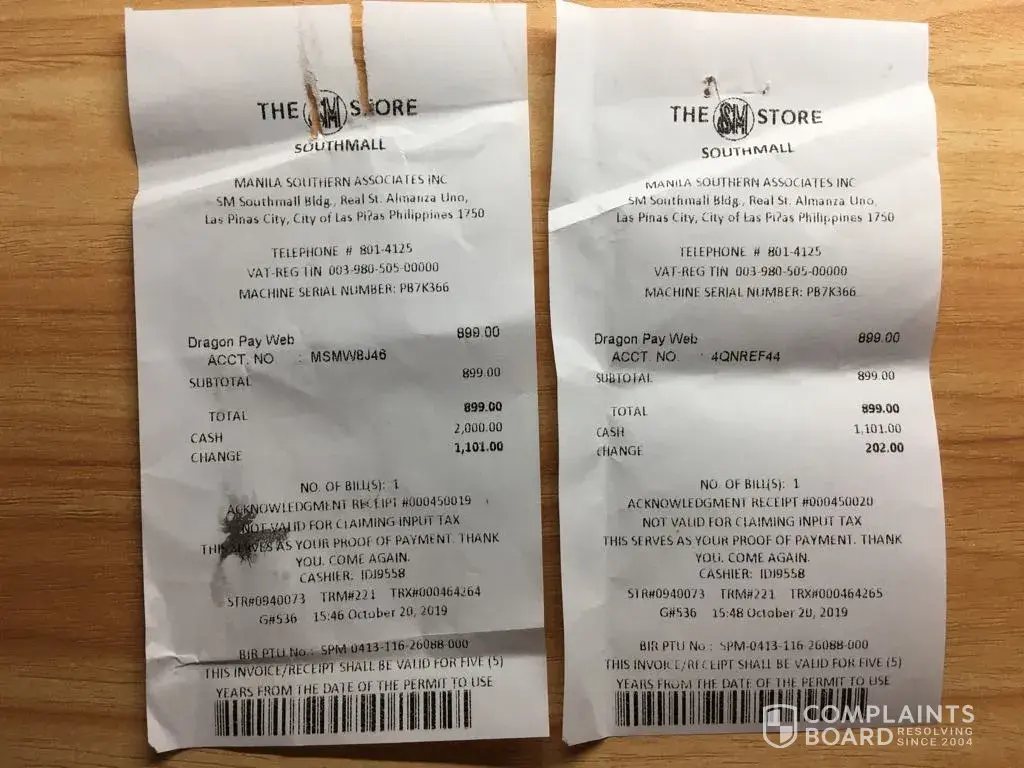 THE SM STORE
SOUTHMALL
MANILA SOUTHERN ASSOCIATES INC
SM Southmall Bldg., Real St. Almanza Uno,
Las Pinas City, City of Las Pi?as Philippines 1750
TELEPHONE # 801-4125
VAT-REG TIN 003-980-505-00000
MACHINE SERIAL NUMBER: PB7K366
Dragon Pay Web 899.00
ACCT. NO : MSMW8J46
SUBTOTAL 899.00
TOTAL 899.00
CASH 2,000.00
CHANGE 1,101.00
NO. OF BILL(S): 1
ACKNOWLEDGMENT RECEIPT #000450019
NOT VALID FOR CLAIMING INPUT TAX
THIS SERVES AS YOUR PROOF OF PAYMENT. THANK
YOU. COME AGAIN.
CASHIER: IDJ9558
STR#0940073 TRM#221 TRX#000464264
G#536 15:46 October 20, 2019
BIR PTU No.: SPM-0413-116-26088-000
THIS INVOICE/RECEIPT SHALL BE VALID FOR FIVE (5)
YEARS FROM THE DATE OF THE PERMIT TO USE
THE SM STORE
SOUTHMALL
MANILA SOUTHERN ASSOCIATES INC
SM Southmall Bldg., Real St. Almanza Uno,
Las Pinas City, City of Las Pi?as Philippines 1750
TELEPHONE # 801-4125
VAT-REG TIN 003-980-505-00000
MACHINE SERIAL NUMBER: PB7K366
Dragon Pay Web 899.00
ACCT. NO. : 4QNREF44
SUBTOTAL 899.00
TOTAL 899.00
CASH 1,101.00
CHANGE 202.00
NO. OF BILL(S): 1
ACKNOWLEDGMENT RECEIPT #000450020
NOT VALID FOR CLAIMING INPUT TAX
THIS SERVES AS YOUR PROOF OF PAYMENT. THANK
YOU. COME AGAIN.
CASHIER: IDJ9558
STR#0940073 TRM#221 TRX#000464265
G#536 15:48 October 20, 2019
BIR PTU No.: SPM-0413-116-26088-000
THIS INVOICE/RECEIPT SHALL BE VALID FOR FIVE (5)
YEARS FROM THE DATE OF THE PERMIT TO USE
COMPLAINTS
BOARD RESOLVING
SINCE 2004